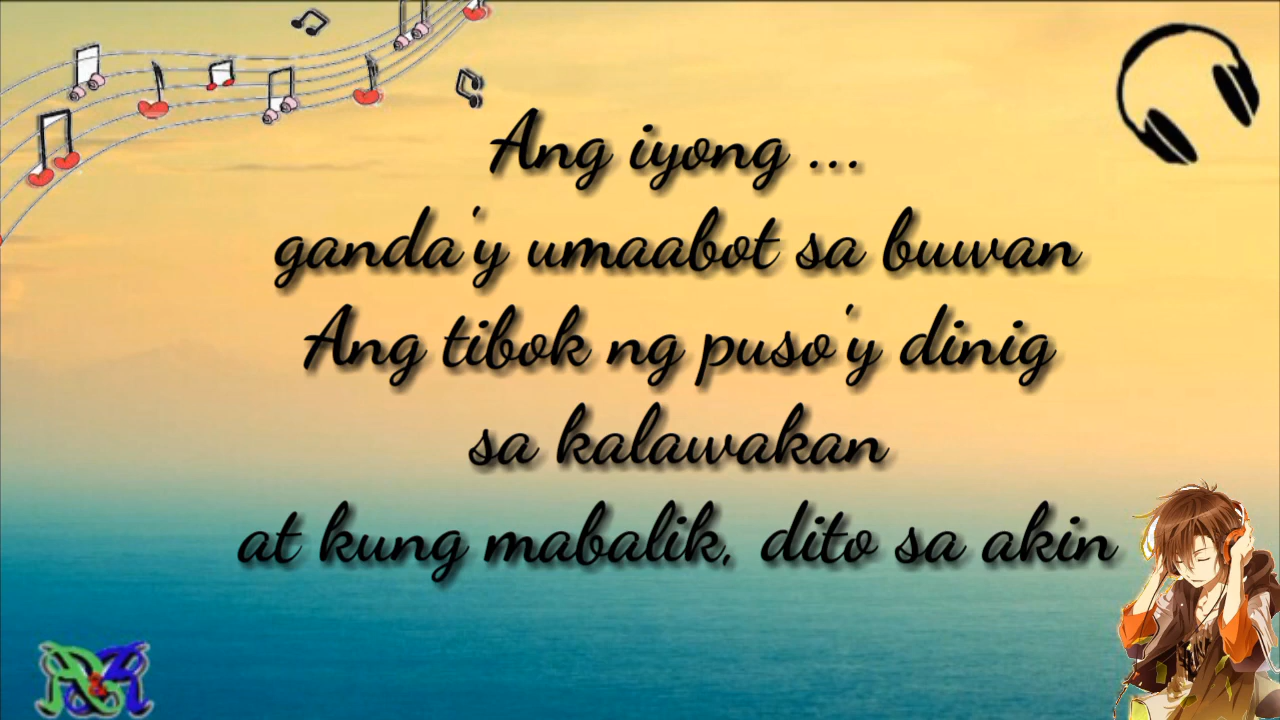 Ang iyong ...
ganda'y umaabot sa buwan
Ang tibok ng puso'y dinig
sa kalawakan
at kung mabalik, dito sa akin